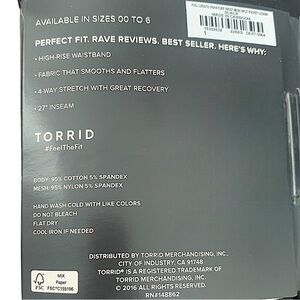 AVAILABLE IN SIZES 00 TO 6
PERFECT FIT. RAVE REVIEWS. BEST SELLER. HERE'S WHY:
• HIGH-RISE WAISTBAND
• FABRIC THAT SMOOTHS AND FLATTERS
• 4-WAY STRETCH WITH GREAT RECOVERY
• 27" INSEAM
TORRID
#FeelTheFit
BODY: 95% COTTON 5% SPANDEX
MESH: 95% NYLON 5% SPANDEX
HAND WASH COLD WITH LIKE COLORS
DO NOT BLEACH
FLAT DRY
COOL IRON IF NEEDED
FSC
MIX
Paper
DISTRIBUTED BY TORRID MERCHANDISING, INC.
CITY OF INDUSTRY, CA 91748
TORRID® IS A REGISTERED TRADEMARK OF
TORRID MERCHANDISING, INC.
© 2016 ALL RIGHTS RESERVED.
RN#148862